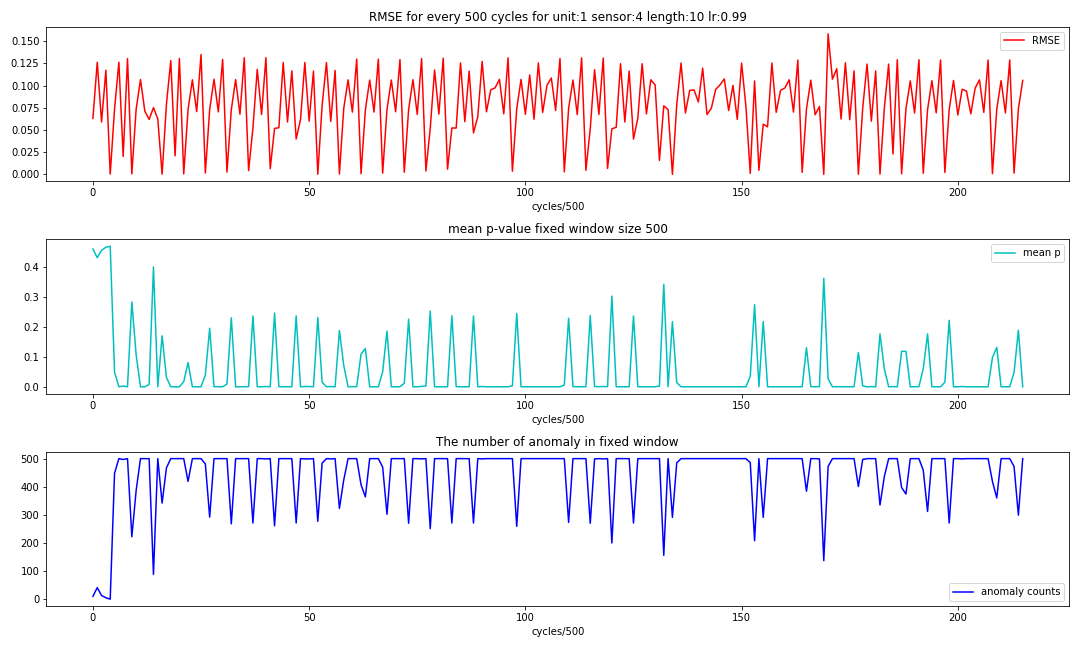 RMSE for every 500 cycles for unit:1 sensor:4 length:10 lr:0.99
RMSE
0.150
0.125
0.100
0.075
0.050
0.025
0.000
0 50 100 150 200
cycles/500
mean p-value fixed window size 500
mean p
0.4
0.3
0.2
0.1
0.0
0 50 100 150 200
cycles/500
The number of anomaly in fixed window
500
400
300
200
100
0
anomaly counts
0 50 100 150 200
cycles/500